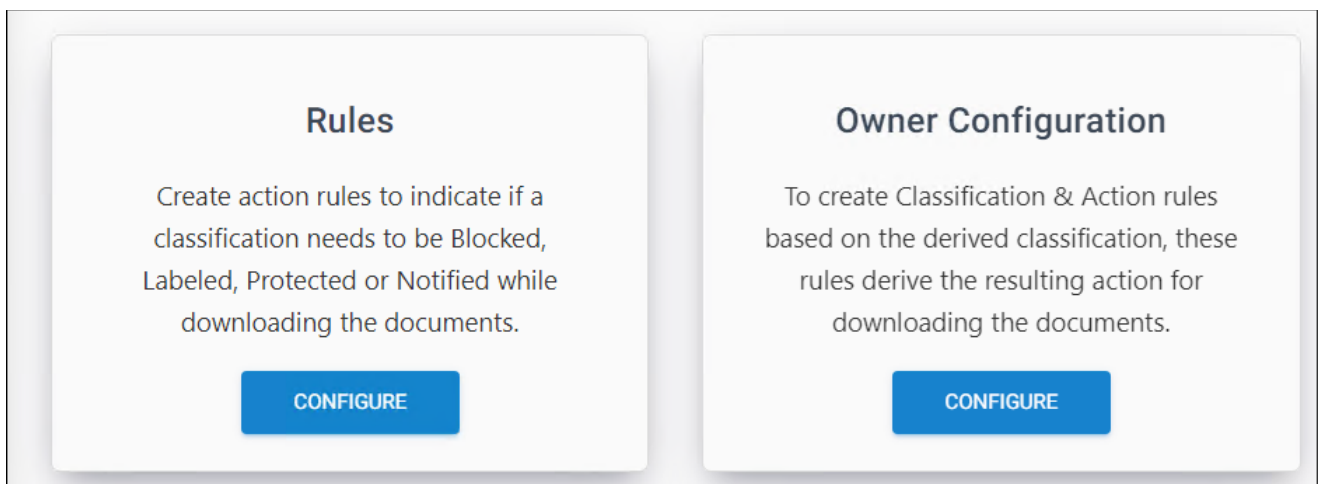 Rules
Create action rules to indicate if a
classification needs to be Blocked,
Labeled, Protected or Notified while
downloading the documents.
CONFIGURE
Owner Configuration
To create Classification & Action rules
based on the derived classification, these
rules derive the resulting action for
downloading the documents.
CONFIGURE